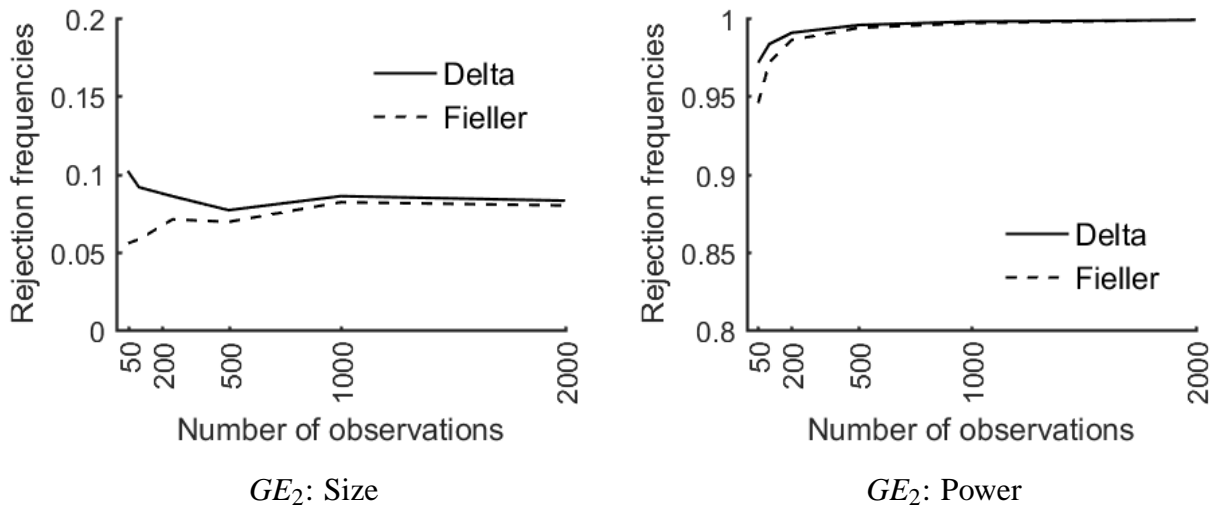 Rejection frequencies
0.2
0.15
0.1
0.05
0
Delta
Fieller
50
200
500
1000
2000
Number of observations
GE2: Size
Rejection frequencies
1
0.95
0.9
0.85
0.8
Delta
Fieller
50
200
500
1000
2000
Number of observations
GE2: Power